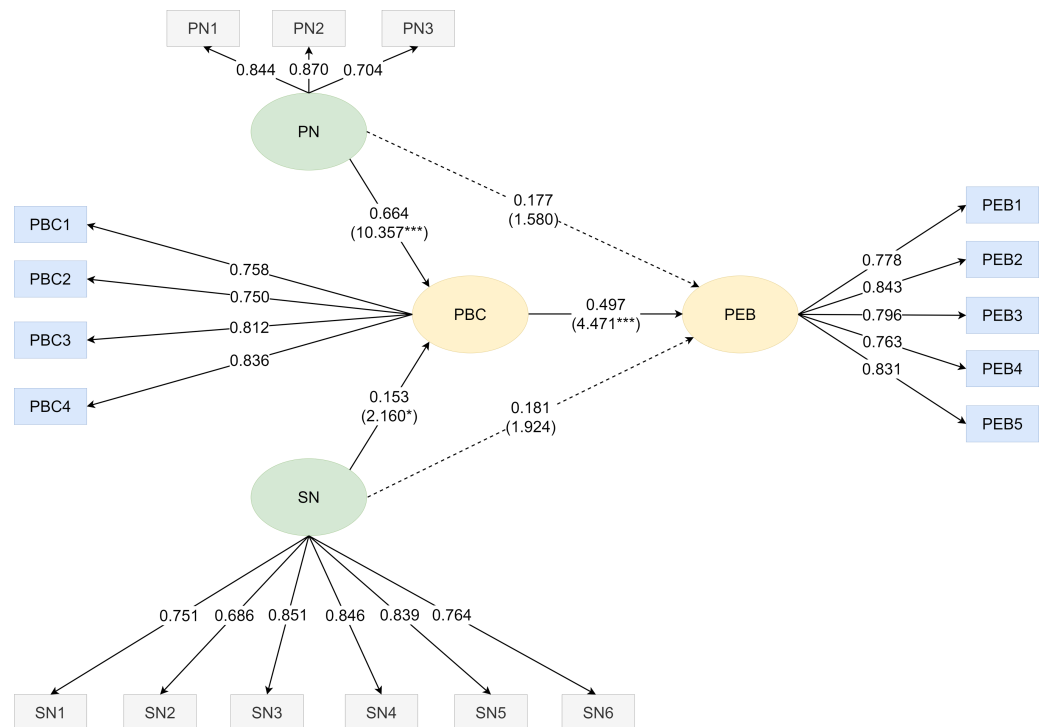 PN1
PN2
PN3
0.844
0.870
0.704
PN
0.177
(1.580)
0.664
(10.357***)
PBC1
PBC2
PBC3
PBC4
0.758
0.750
0.812
0.836
PBC
0.497
(4.471***)
PEB
0.778
0.843
0.796
0.763
0.831
PEB1
PEB2
PEB3
PEB4
PEB5
0.153
(2.160*)
0.181
(1.924)
SN
0.751
0.686
0.851
0.846
0.839
0.764
SN1
SN2
SN3
SN4
SN5
SN6